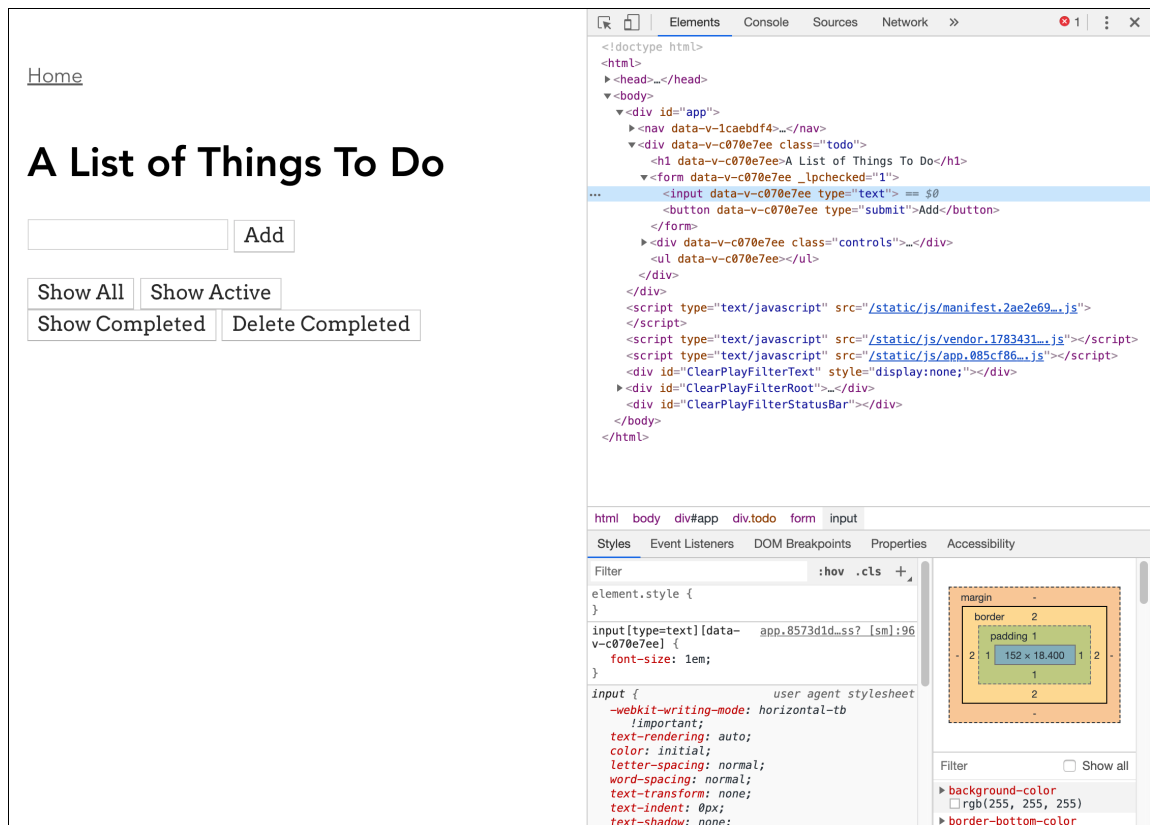 Home
A List of Things To Do
Add
Show All Show Active
Show Completed Delete Completed
Elements Console Sources Network » 1
<!doctype html>
<html>
<head>…</head>
<body>
<div id="app">
<nav data-v-1caebdf4>…</nav>
<div data-v-c070e7ee class="todo">
<h1 data-v-c070e7ee>A List of Things To Do</h1>
<form data-v-c070e7ee _lpchecked="1">
… <input data-v-c070e7ee type="text"> == $0
<button data-v-c070e7ee type="submit">Add</button>
</form>
<div data-v-c070e7ee class="controls">…</div>
<ul data-v-c070e7ee></ul>
</div>
</div>
<script type="text/javascript" src="/static/js/manifest.2ae2e69….js">
</script>
<script type="text/javascript" src="/static/js/vendor.1783431….js"></script>
<script type="text/javascript" src="/static/js/app.085cf86….js"></script>
<div id="ClearPlayFilterText" style="display:none;"></div>
<div id="ClearPlayFilterRoot">…</div>
<div id="ClearPlayFilterStatusBar"></div>
</body>
</html>
html body div#app div.todo form input
Styles Event Listeners DOM Breakpoints Properties Accessibility
Filter :hov .cls +
element.style {
}
input[type=text][data- app.8573d1d…ss? [sm]:96
v-c070e7ee] {
font-size: 1em;
}
input { user agent stylesheet
-webkit-writing-mode: horizontal-tb
!important;
text-rendering: auto;
color: initial;
letter-spacing: normal;
word-spacing: normal;
text-transform: none;
text-indent: 0px;
text-shadow: none;
margin -
border 2
padding 1
- 2 1 152 × 18.400 1 2 -
1
2
-
Filter Show all
background-color
rgb(255, 255, 255)
border-bottom-color